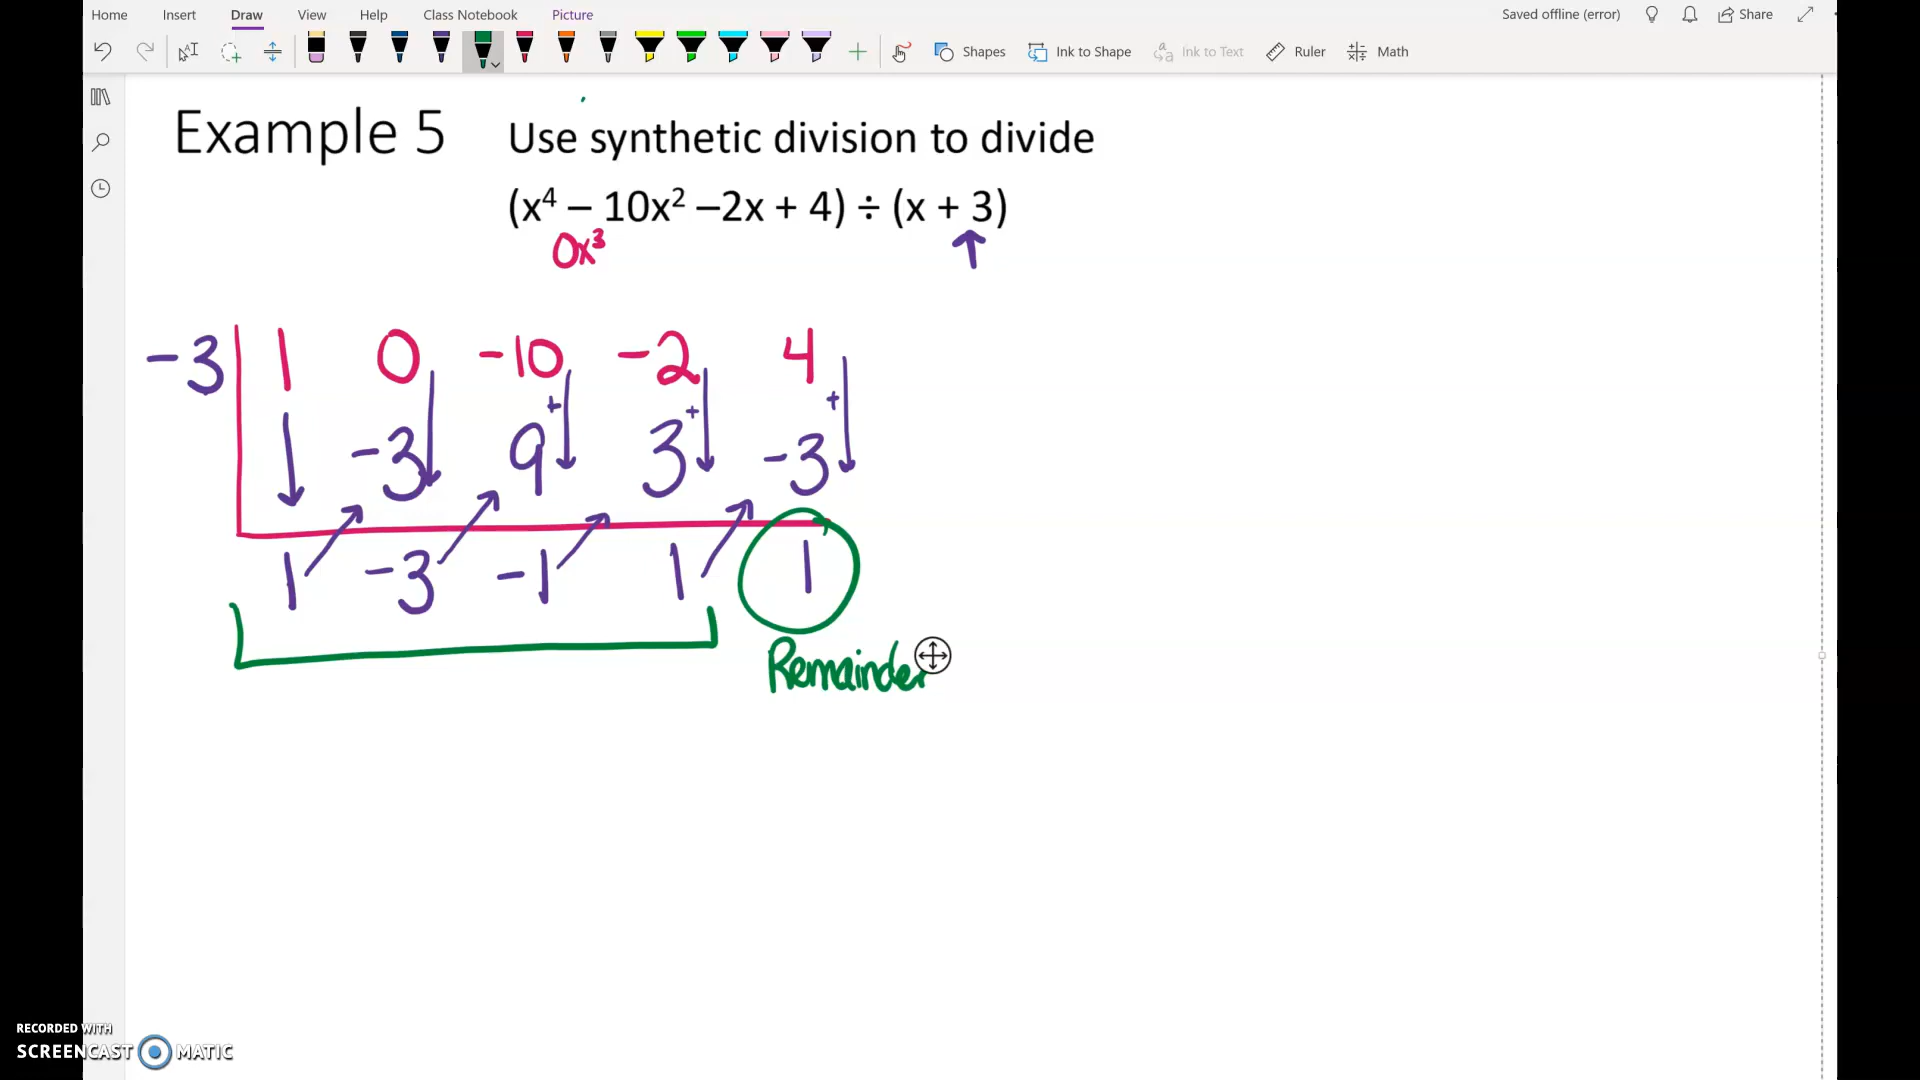 Home Insert Draw View Help Class Notebook Picture Saved offline (error) Share
Shapes Ink to Shape Ink to Text Ruler Math
Example 5 Use synthetic division to divide
(x⁴ – 10x² –2x + 4) ÷ (x + 3)
0x³
-3 1 0 -10 -2 4
+ + +
-3 9 3 -3
1 -3 -1 1 1
Remainder
RECORDED WITH
SCREENCAST MATIC